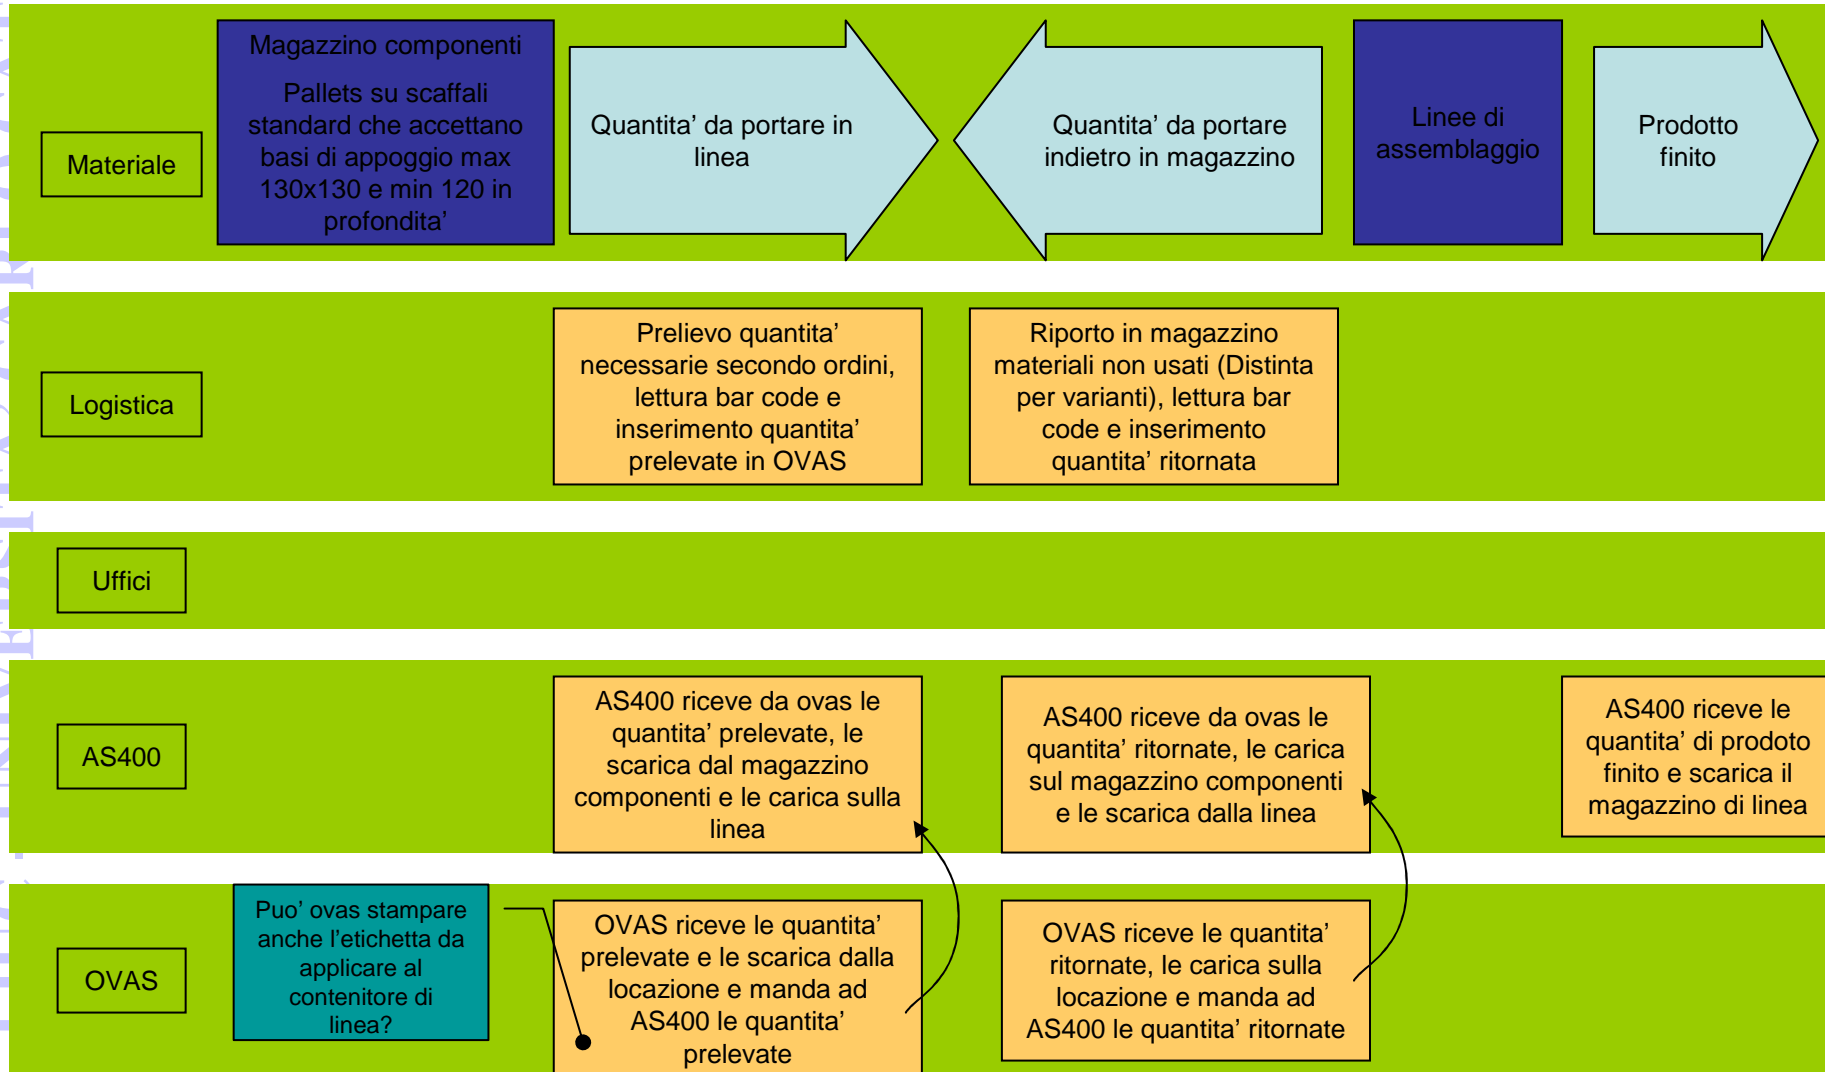 Materiale
Magazzino componenti
Pallets su scaffali
standard che accettano
basi di appoggio max
130x130 e min 120 in
profondita’
Quantita’ da portare in
linea
Quantita’ da portare
indietro in magazzino
Linee di
assemblaggio
Prodotto
finito
Logistica
Prelievo quantita’
necessarie secondo ordini,
lettura bar code e
inserimento quantita’
prelevate in OVAS
Riporto in magazzino
materiali non usati (Distinta
per varianti), lettura bar
code e inserimento
quantita’ ritornata
Uffici
AS400
AS400 riceve da ovas le
quantita’ prelevate, le
scarica dal magazzino
componenti e le carica sulla
linea
AS400 riceve da ovas le
quantita’ ritornate, le carica
sul magazzino componenti
e le scarica dalla linea
AS400 riceve le
quantita’ di prodoto
finito e scarica il
magazzino di linea
OVAS
Puo’ ovas stampare
anche l’etichetta da
applicare al
contenitore di
linea?
OVAS riceve le quantita’
prelevate e le scarica dalla
locazione e manda ad
AS400 le quantita’
prelevate
OVAS riceve le quantita’
ritornate, le carica sulla
locazione e manda ad
AS400 le quantita’ ritornate